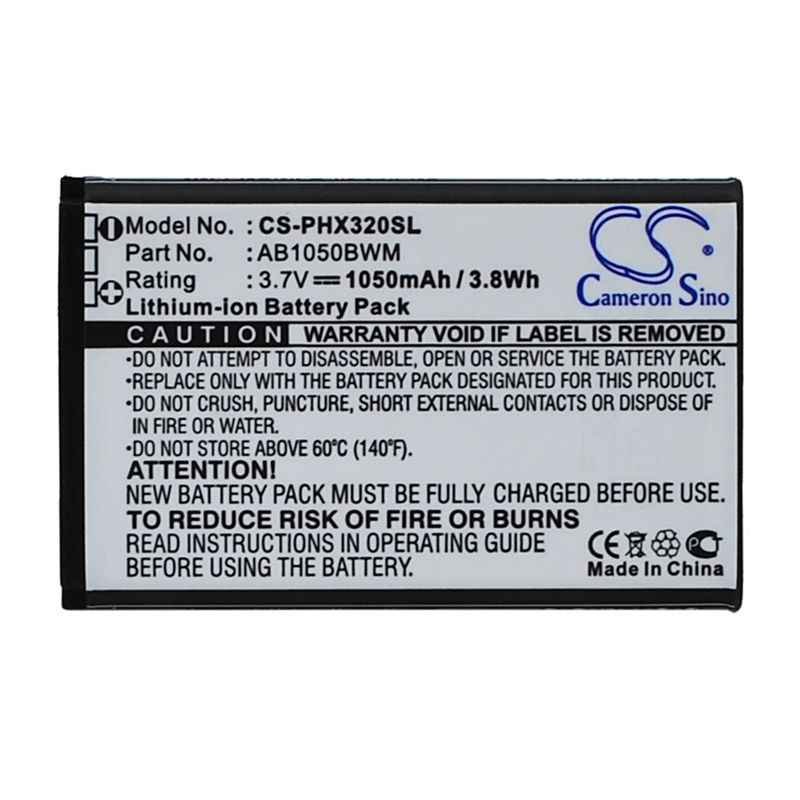 Model No. : CS-PHX320SL
Part No. : AB1050BWM
Rating : 3.7V 1050mAh / 3.8Wh
Lithium-ion Battery Pack
CS
Cameron Sino
CAUTION WARRANTY VOID IF LABEL IS REMOVED
•DO NOT ATTEMPT TO DISASSEMBLE, OPEN OR SERVICE THE BATTERY PACK.
•REPLACE ONLY WITH THE BATTERY PACK DESIGNATED FOR THIS PRODUCT.
•DO NOT CRUSH, PUNCTURE, SHORT EXTERNAL CONTACTS OR DISPOSE OF
IN FIRE OR WATER.
•DO NOT STORE ABOVE 60°C (140°F).
ATTENTION!
NEW BATTERY PACK MUST BE FULLY CHARGED BEFORE USE
TO REDUCE RISK OF FIRE OR BURNS
READ INSTRUCTIONS IN OPERATING GUIDE
BEFORE USING OR CHARGING BATTERY PACK.
CE
Made In China